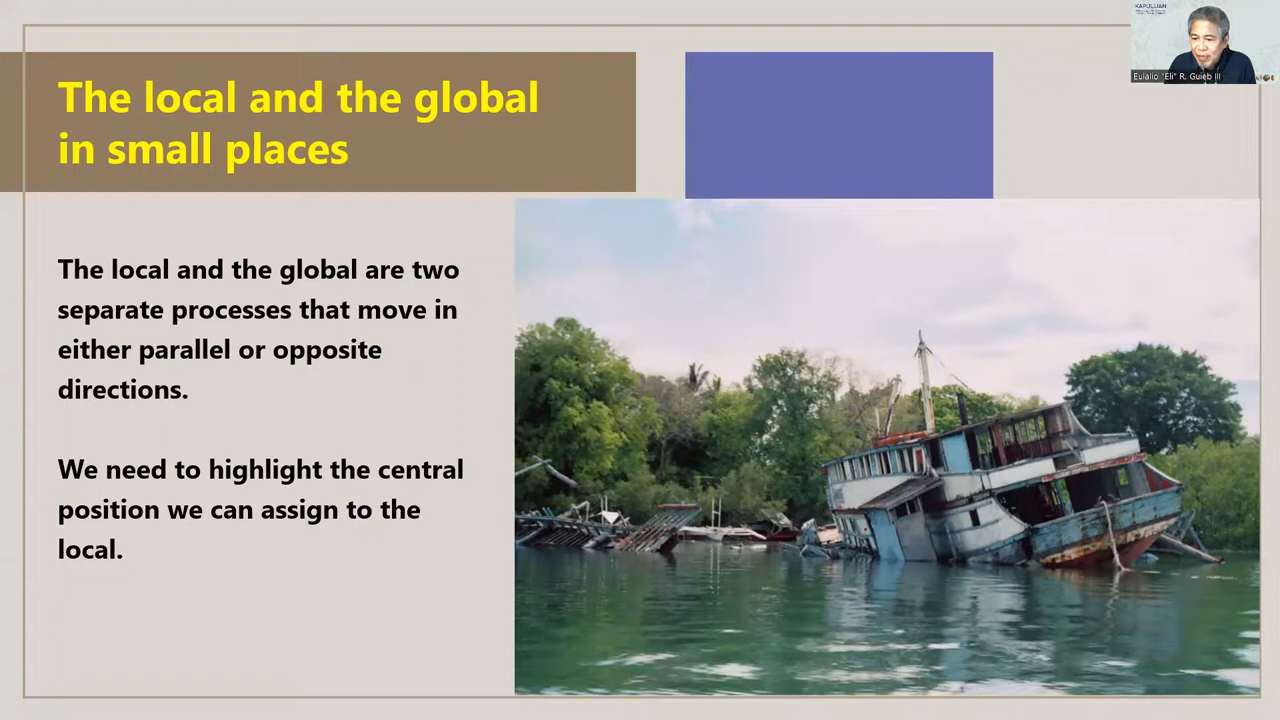 The local and the global
in small places
The local and the global are two
separate processes that move in
either parallel or opposite
directions.
We need to highlight the central
position we can assign to the
local.
KAPULUAN
Eulalio "Eli" R. Guieb III